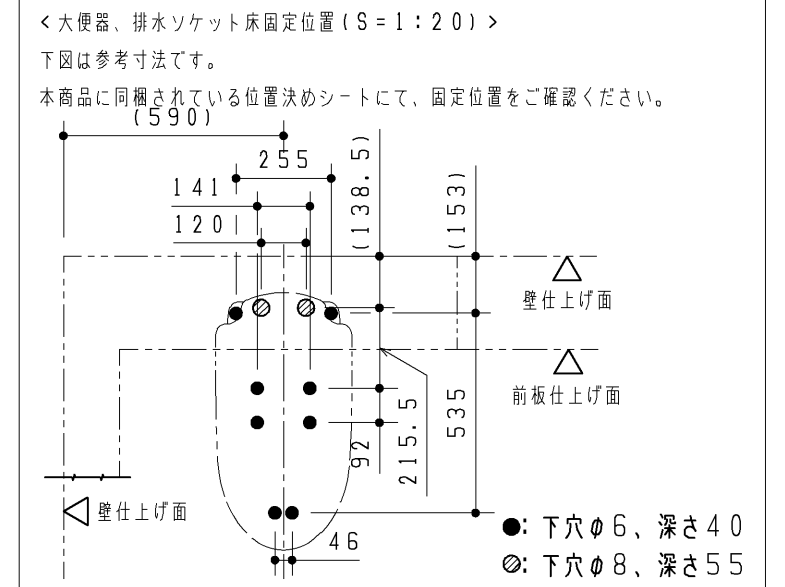 <大便器、排水ソケット床固定位置(S=1:20)>
下図は参考寸法です。
本商品に同梱されている位置決めシートにて、固定位置をご確認ください。
(590)
255
141
120
(138.5)
(153)
壁仕上げ面
前板仕上げ面
535
215.5
92
壁仕上げ面
46
●: 下穴φ6、深さ40
下穴φ8、深さ55